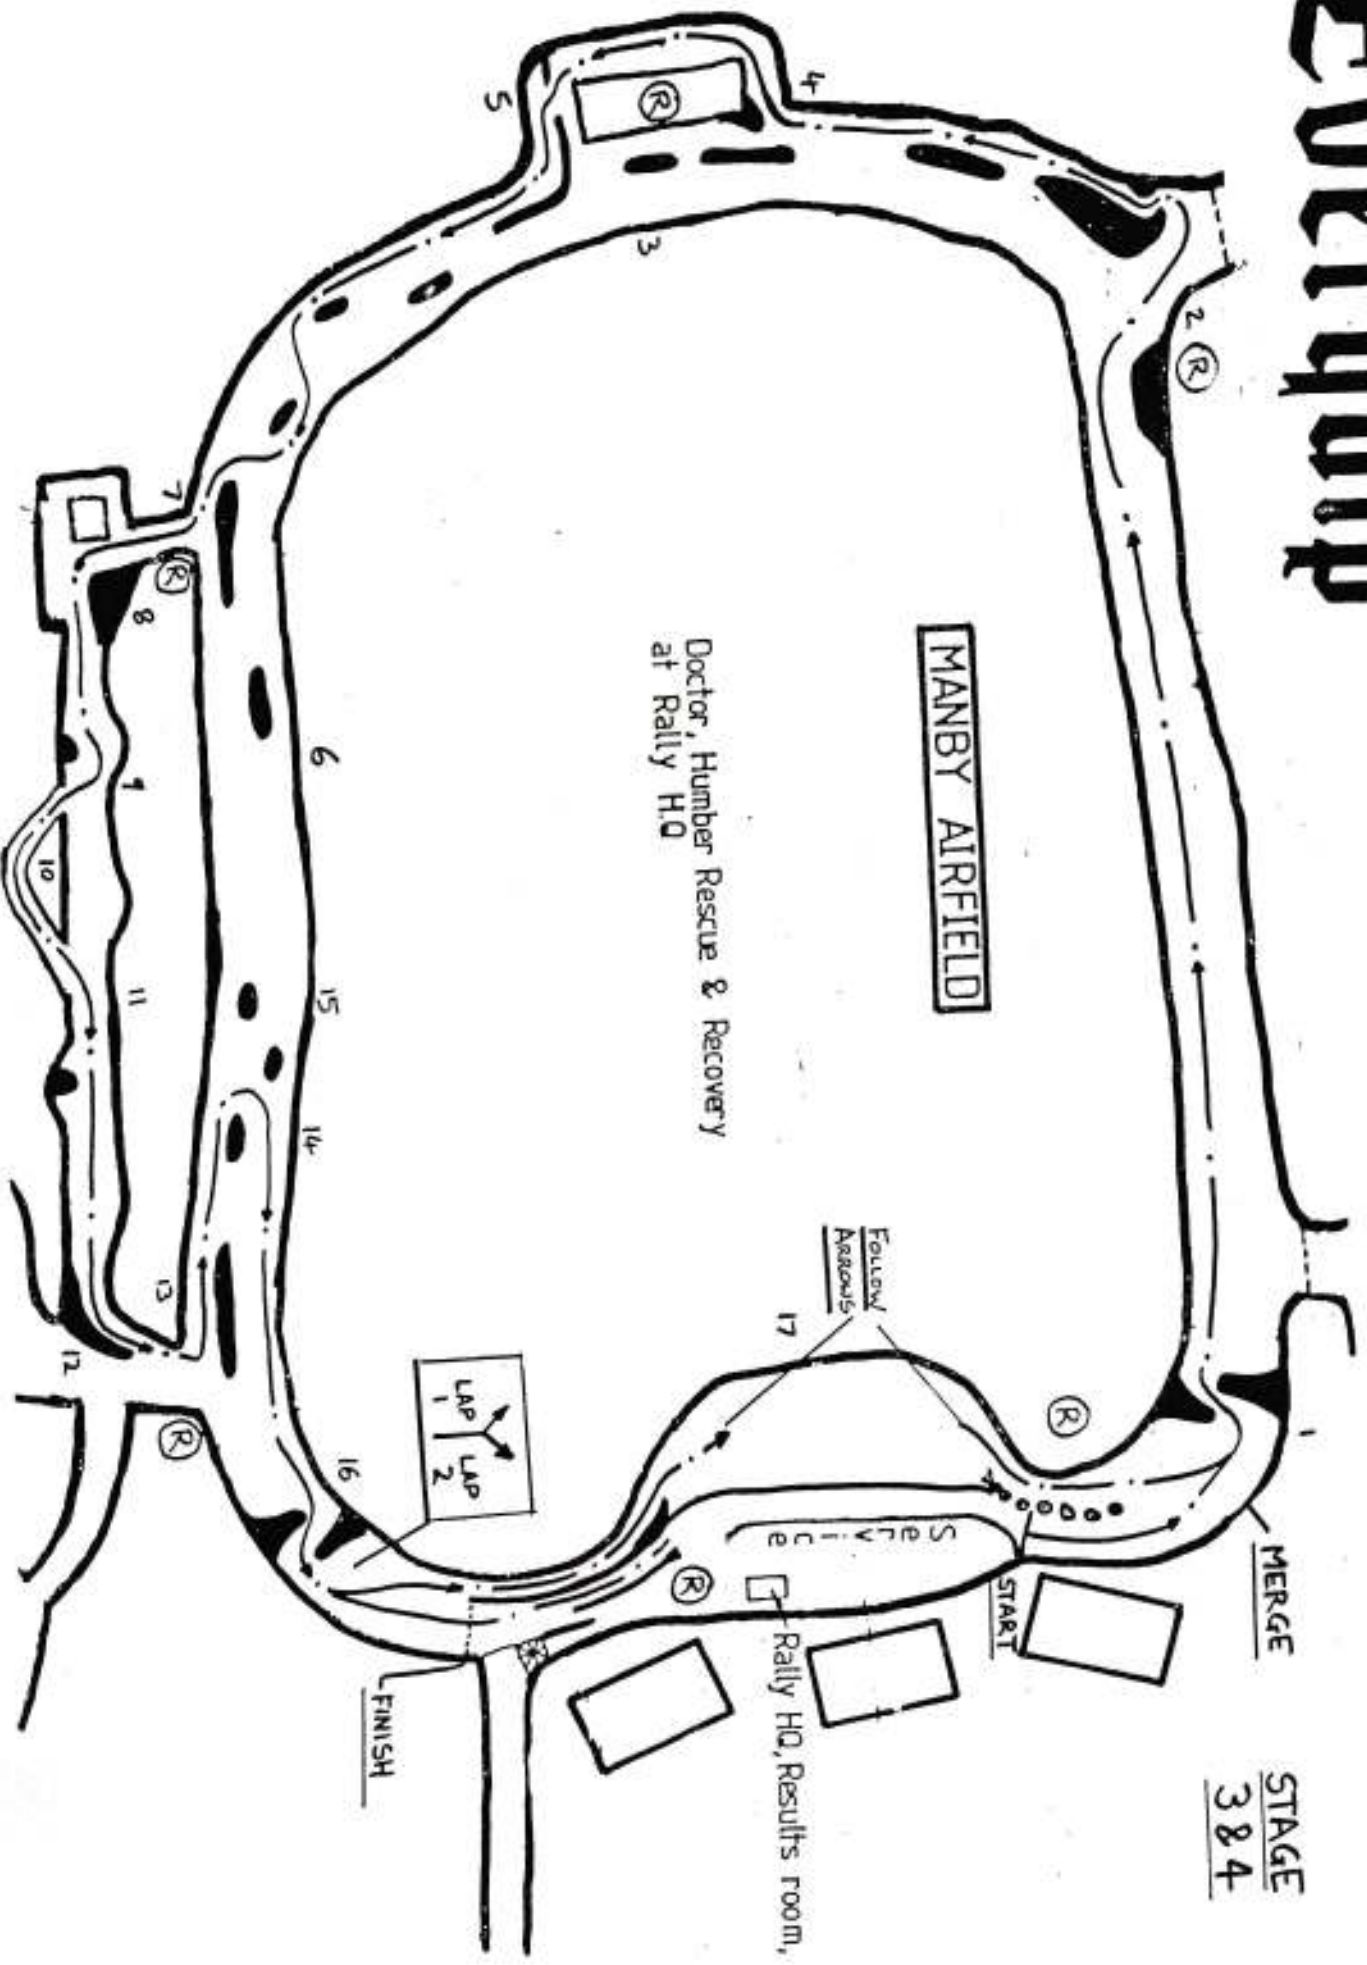 STAGE
3 & 4
MANBY AIRFIELD
Doctor, Humber Rescue & Recovery
at Rally H.Q
FOLLOW
ARROWS
MERGE
START
Service
Rally HQ, Results room,
FINISH
LAP
1
LAP
2
1
2
R
3
4
R
5
6
7
R
8
9
10
11
12
13
R
14
15
16
17
R
R